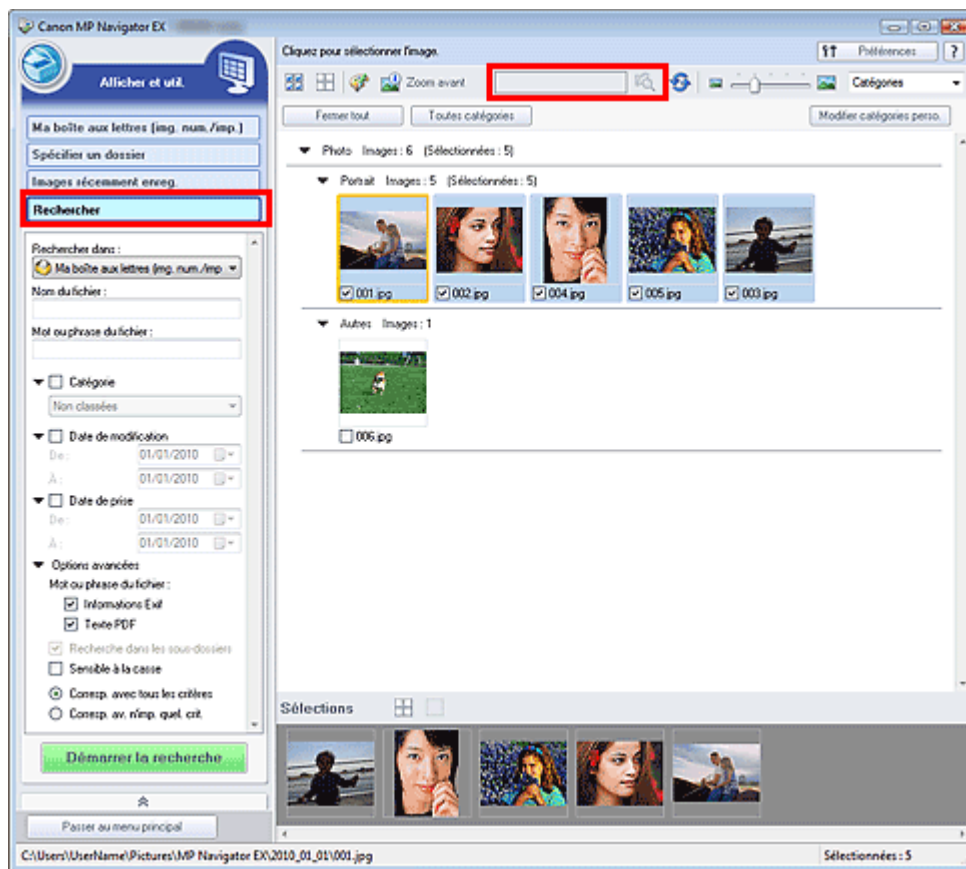 Canon MP Navigator EX
Afficher et util.
Ma boîte aux lettres (img. num./imp.)
Spécifier un dossier
Images récemment enreg.
Rechercher
Rechercher dans :
Ma boîte aux lettres (img. num./imp
Nom du fichier :
Mot ou phrase du fichier :
Catégorie
Non classées
Date de modification
De : 01/01/2010
À : 01/01/2010
Date de prise
De : 01/01/2010
À : 01/01/2010
Options avancées
Mot ou phrase du fichier :
Informations Exif
Texte PDF
Recherche dans les sous-dossiers
Sensible à la casse
Corresp. avec tous les critères
Corresp. av. n'imp. quel. crit.
Démarrer la recherche
Passer au menu principal
Cliquez pour sélectionner l'image.
Préférences ?
Zoom avant
Catégories
Fermer tout Toutes catégories Modifier catégories perso.
Photo Images : 6 (Sélectionnées : 5)
Portrait Images : 5 (Sélectionnées : 5)
001.jpg 002.jpg 004.jpg 005.jpg 003.jpg
Autres Images : 1
006.jpg
Sélections
C:\Users\UserName\Pictures\MP Navigator EX\2010_01_01\001.jpg Sélectionnées : 5